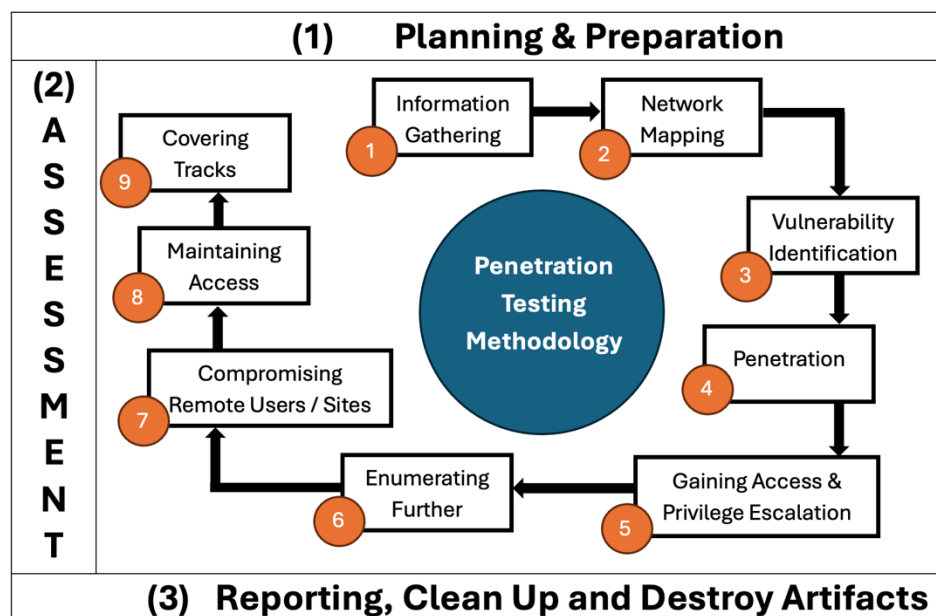 (1) Planning & Preparation
(2)
A
S
S
E
S
S
M
E
N
T
Information
Gathering
1
Network
Mapping
2
Vulnerability
Identification
3
Penetration
4
Gaining Access &
Privilege Escalation
5
Enumerating
Further
6
Compromising
Remote Users / Sites
7
Maintaining
Access
8
Covering
Tracks
9
Penetration
Testing
Methodology
(3) Reporting, Clean Up and Destroy Artifacts